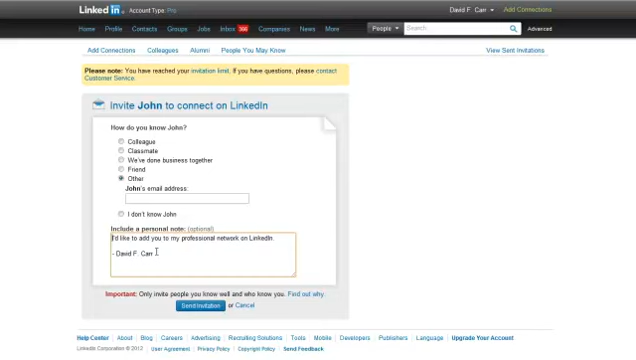 Linked in Account Type: Pro
David F. Carr Add Connections
Home Profile Contacts Groups Jobs Inbox Companies News More People Search Advanced
Add Connections Colleagues Alumni People You May Know View Sent Invitations
Please note: You have reached your invitation limit. If you have questions, please contact
Customer Service.
Invite John to connect on LinkedIn
How do you know John?
Colleague
Classmate
We've done business together
Friend
Other
John's email address:
I don't know John
Include a personal note: (optional)
I'd like to add you to my professional network on LinkedIn.
- David F. Carr
Important: Only invite people you know well and who know you. Find out why.
Send Invitation or Cancel
Help Center About Blog Careers Advertising Recruiting Solutions Tools Mobile Developers Publishers Language Upgrade Your Account
LinkedIn Corporation © 2012 User Agreement Privacy Policy Copyright Policy Send Feedback